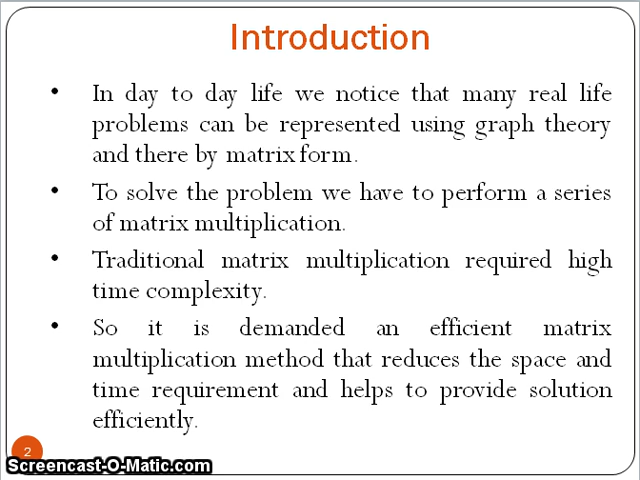 Introduction
• In day to day life we notice that many real life
problems can be represented using graph theory
and there by matrix form.
• To solve the problem we have to perform a series
of matrix multiplication.
• Traditional matrix multiplication required high
time complexity.
• So it is demanded an efficient matrix
multiplication method that reduces the space and
time requirement and helps to provide solution
efficiently.
2
Screencast-O-Matic.com